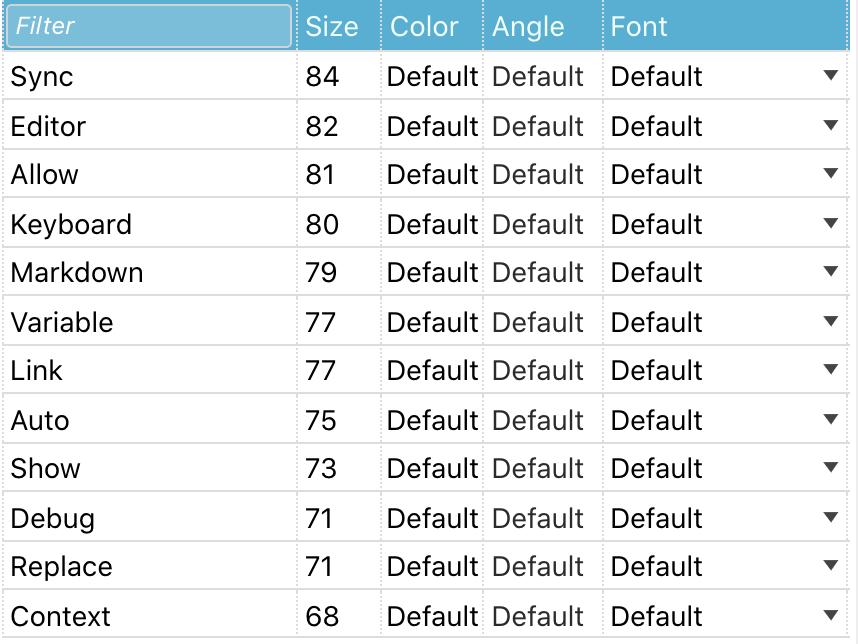 Filter Size Color Angle Font
Sync 84 Default Default Default
Editor 82 Default Default Default
Allow 81 Default Default Default
Keyboard 80 Default Default Default
Markdown 79 Default Default Default
Variable 77 Default Default Default
Link 77 Default Default Default
Auto 75 Default Default Default
Show 73 Default Default Default
Debug 71 Default Default Default
Replace 71 Default Default Default
Context 68 Default Default Default